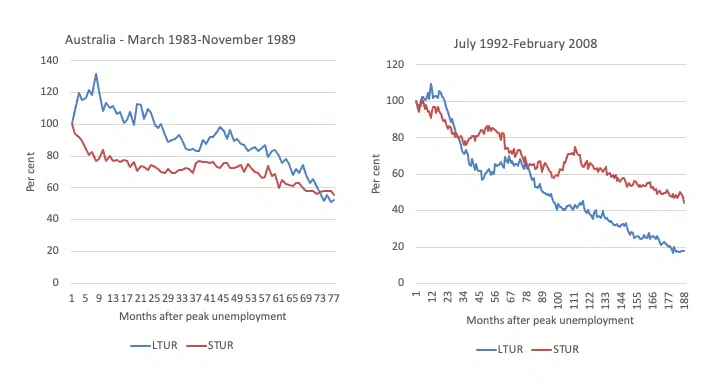 Australia - March 1983-November 1989
140
120
100
80
60
40
20
0
Per cent
1 5 9 13 17 21 25 29 33 37 41 45 49 53 57 61 65 69 73 77
Months after peak unemployment
LTUR STUR
July 1992-February 2008
120
100
80
60
40
20
0
Per cent
1 12 23 34 45 56 67 78 89 100 111 122 133 144 155 166 177 188
Months after peak unemployment
LTUR STUR